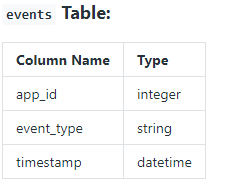 events Table:
Column Name Type
app_id integer
event_type string
timestamp datetime